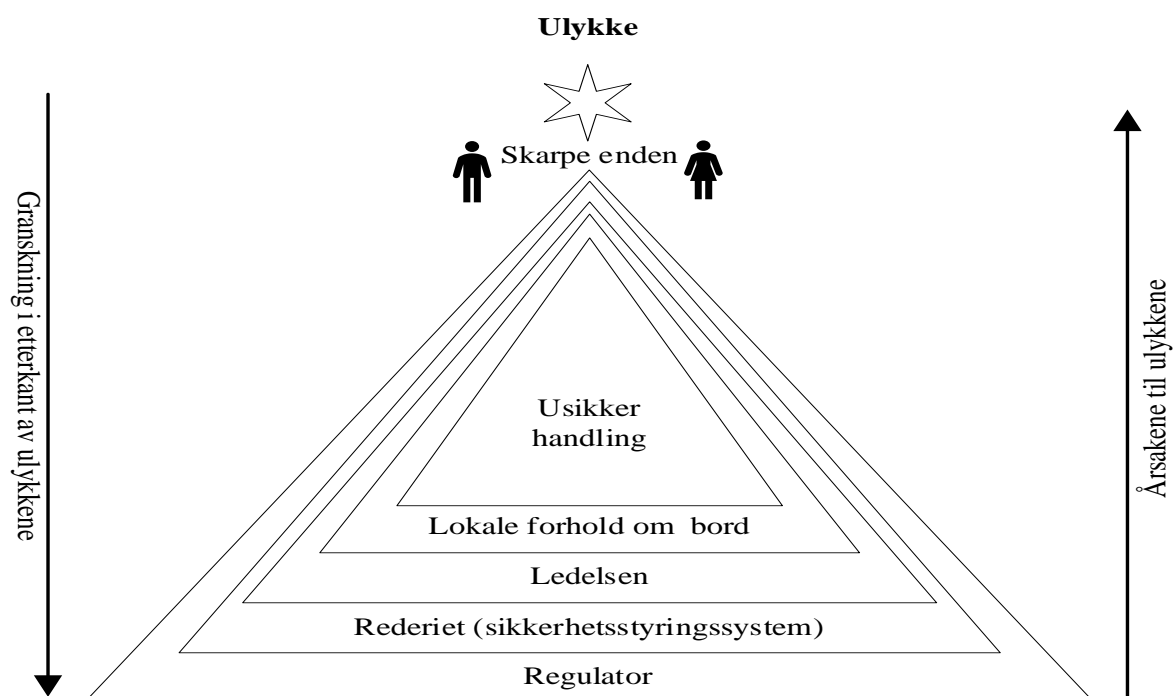 Ulykke
Skarpe enden
Granskning i etterkant av ulykkene
Årsakene til ulykkene
Usikker
handling
Lokale forhold om bord
Ledelsen
Rederiet (sikkerhetsstyringssystem)
Regulator